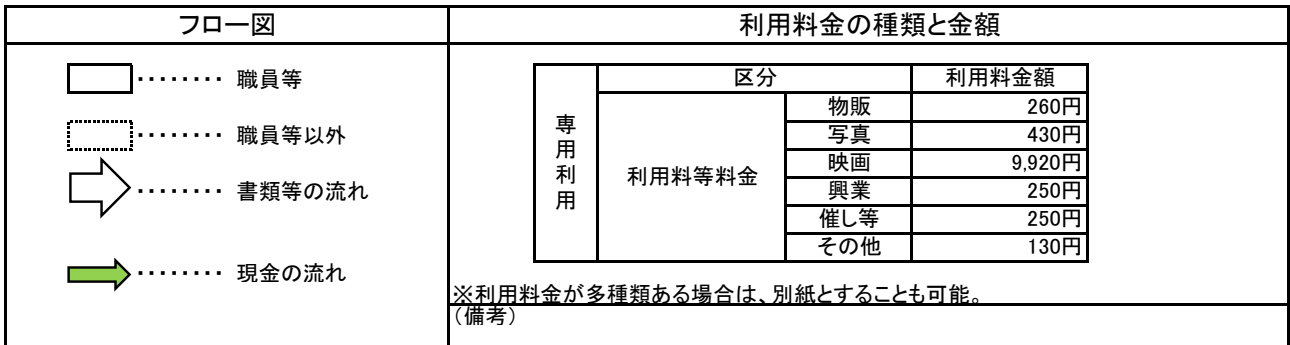 フロー図
利用料金の種類と金額
········ 職員等
········ 職員等以外
········ 書類等の流れ
········ 現金の流れ
専用利用
区分 利用料金額
利用料等料金
物販 260円
写真 430円
映画 9,920円
興業 250円
催し等 250円
その他 130円
※利用料金が多種類ある場合は、別紙とすることも可能。
(備考)